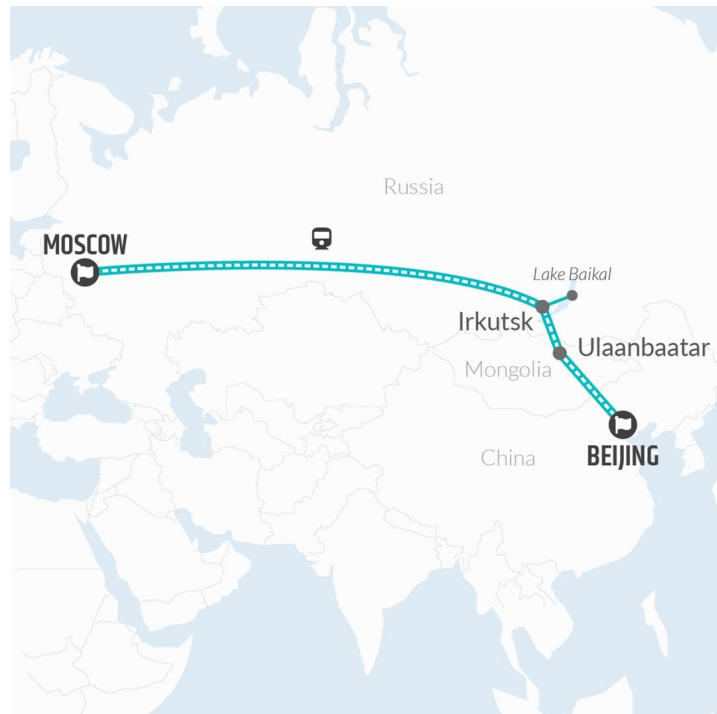 Russia
MOSCOW
Lake Baikal
Irkutsk
Ulaanbaatar
Mongolia
China
BEIJING